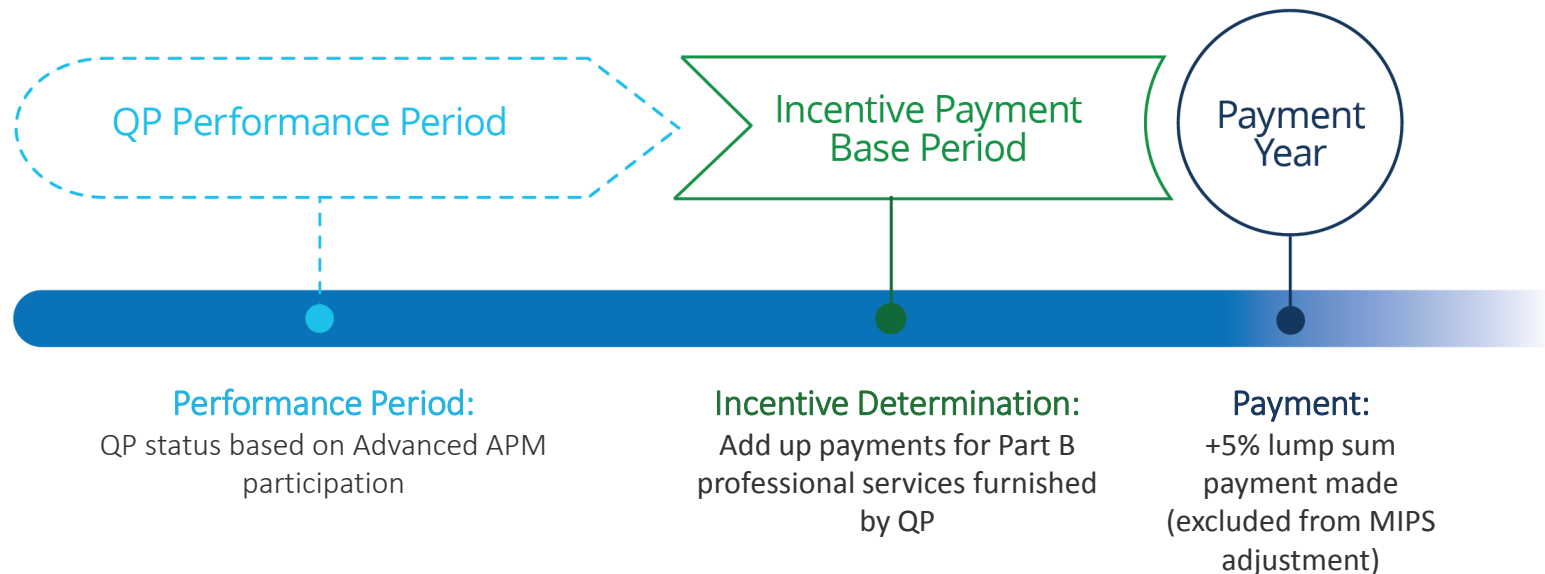 QP Performance Period
Incentive Payment
Base Period
Payment
Year
Performance Period:
QP status based on Advanced APM
participation
Incentive Determination:
Add up payments for Part B
professional services furnished
by QP
Payment:
+5% lump sum
payment made
(excluded from MIPS
adjustment)